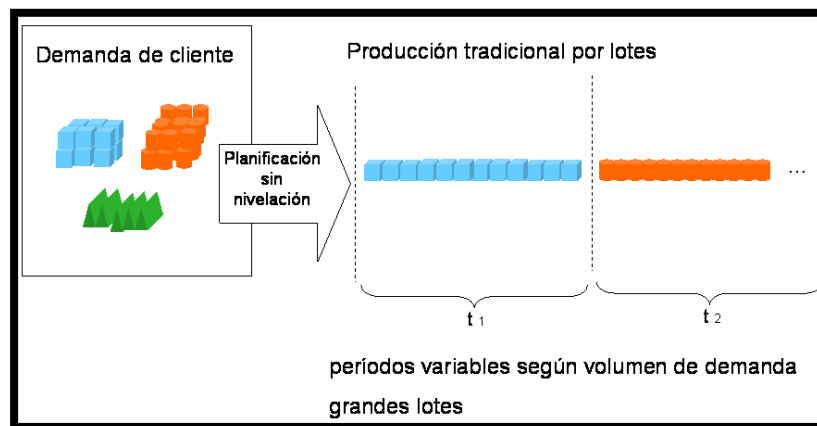 Demanda de cliente
Producción tradicional por lotes
Planificación
sin
nivelación
...
t 1
t 2
períodos variables según volumen de demanda
grandes lotes